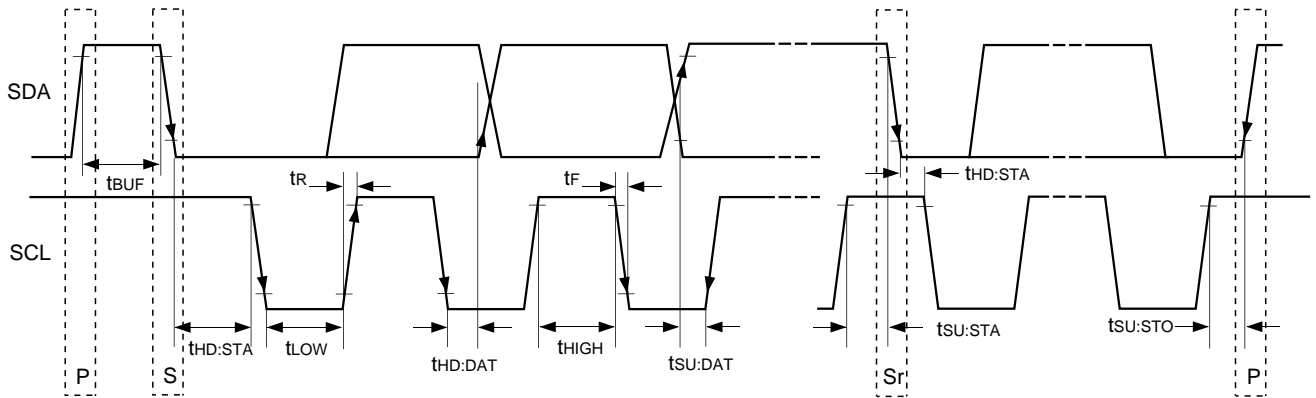 SDA
tBUF
tR
tF
tHD:STA
SCL
tHD:STA
tLOW
tHD:DAT
tHIGH
tSU:DAT
tSU:STA
tSU:STO
P
S
Sr
P